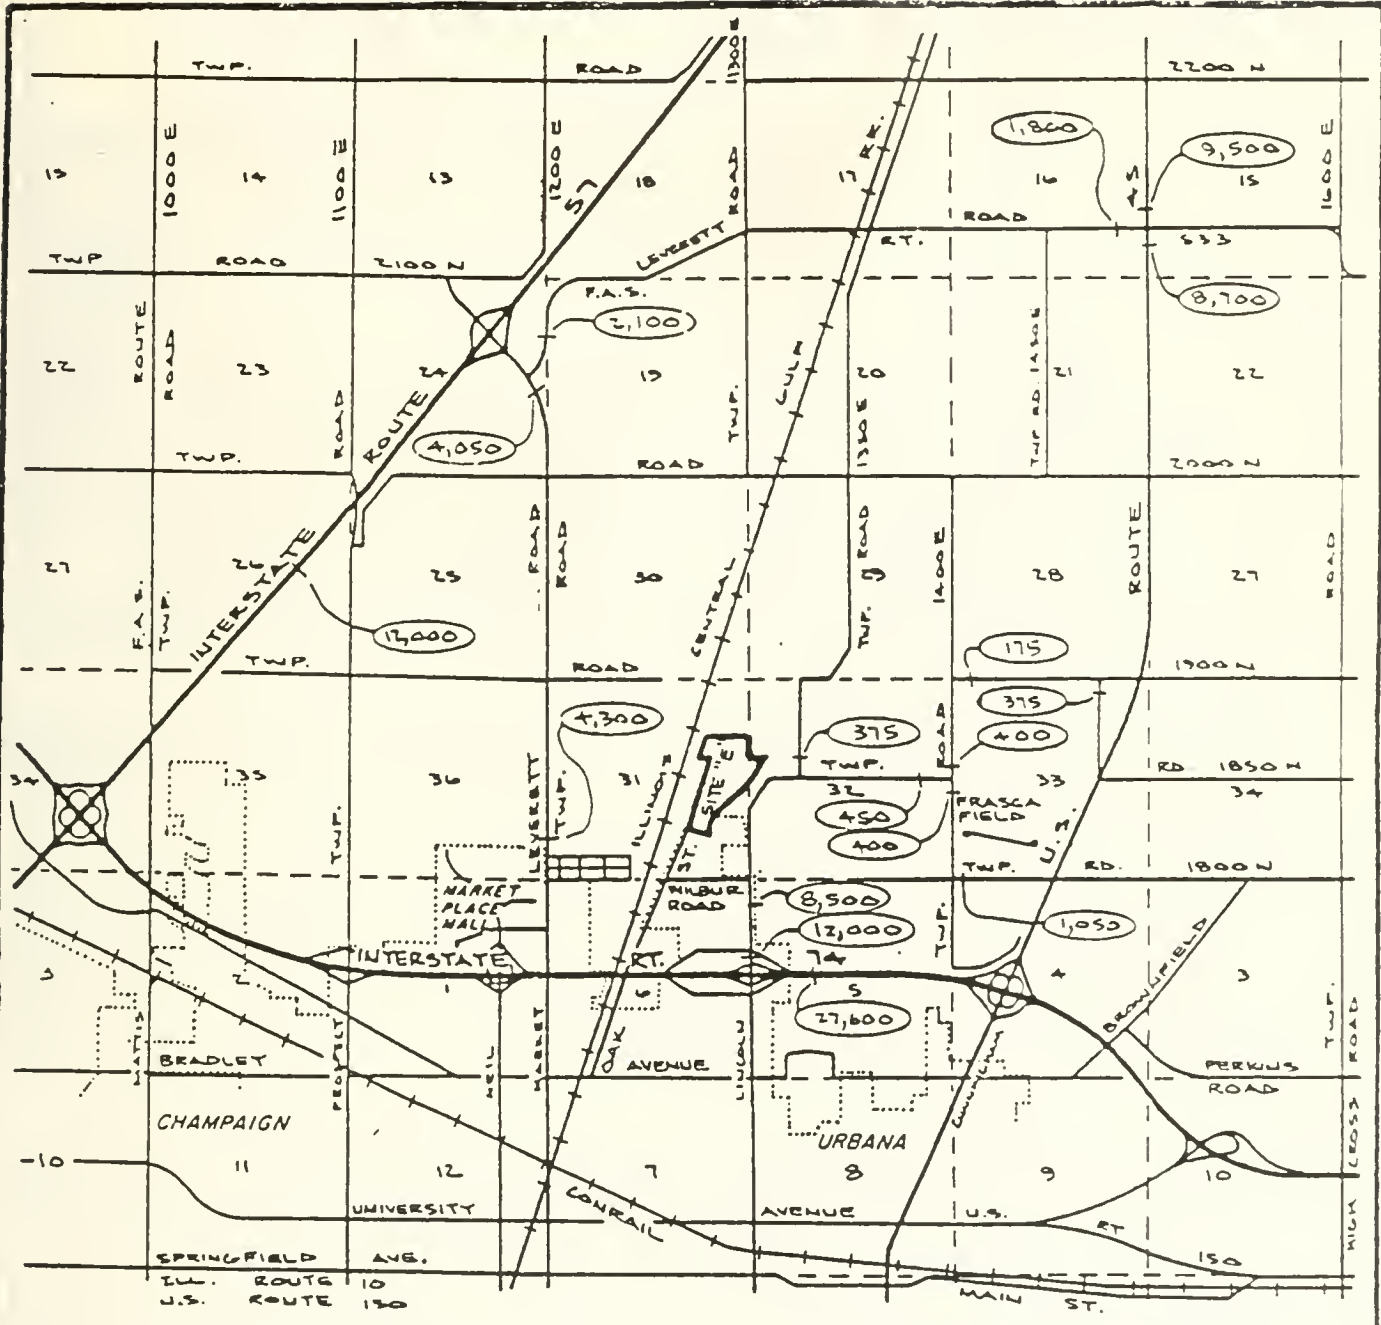 TWP. ROAD 2200 N
1300 E
1000 E
1100 E
1200 E
57
ROAD
17
RR.
1,800
9,500
45
1600 E
15
14
13
18
16
15
LEVERETT
ROAD
RT.
533
TWP ROAD 2100 N
F.A.S.
2,100
8,700
ROUTE
ROAD
22
23
24
19
GULF
20
21
22
TWP RD. 1450 E
ROAD
ROUTE
4,050
TWP.
1350 E
TWP. ROAD 2000 N
INTERSTATE
27
26
25
ROAD
ROAD
30
CENTRAL
ROAD
TWP.
1400 E
28
ROUTE
27
ROAD
F.A.S.
TWP.
12,000
TWP. ROAD 1900 N
175
375
400
4,300
375
ROAD
34
35
36
31
ILLINOIS
SITE "E"
TWP.
32
33
RD 1850 N
34
TWP.
LEVERETT
TWP.
450
400
FRASCA
FIELD
U.S.
ST.
TWP. RD. 1800 N
MARKET
PLACE
MALL
WILBUR
ROAD
8,500
12,000
TWP.
1,050
INTERSTATE RT. 74
BROWNFIELD
3
2
1
6
5
4
3
27,600
MATTIS
PROSPECT
NEIL
MARKET
OAK
LINCOLN
CUNNINGHAM
TWP.
ROAD
BRADLEY AVENUE
PERKINS
ROAD
CHAMPAIGN
URBANA
10
11
12
7
8
9
10
CONRAIL
HIGH CROSS
UNIVERSITY AVENUE U.S.
RT
150
SPRINGFIELD AVE.
ILL. ROUTE 10
U.S. ROUTE 150
MAIN ST.